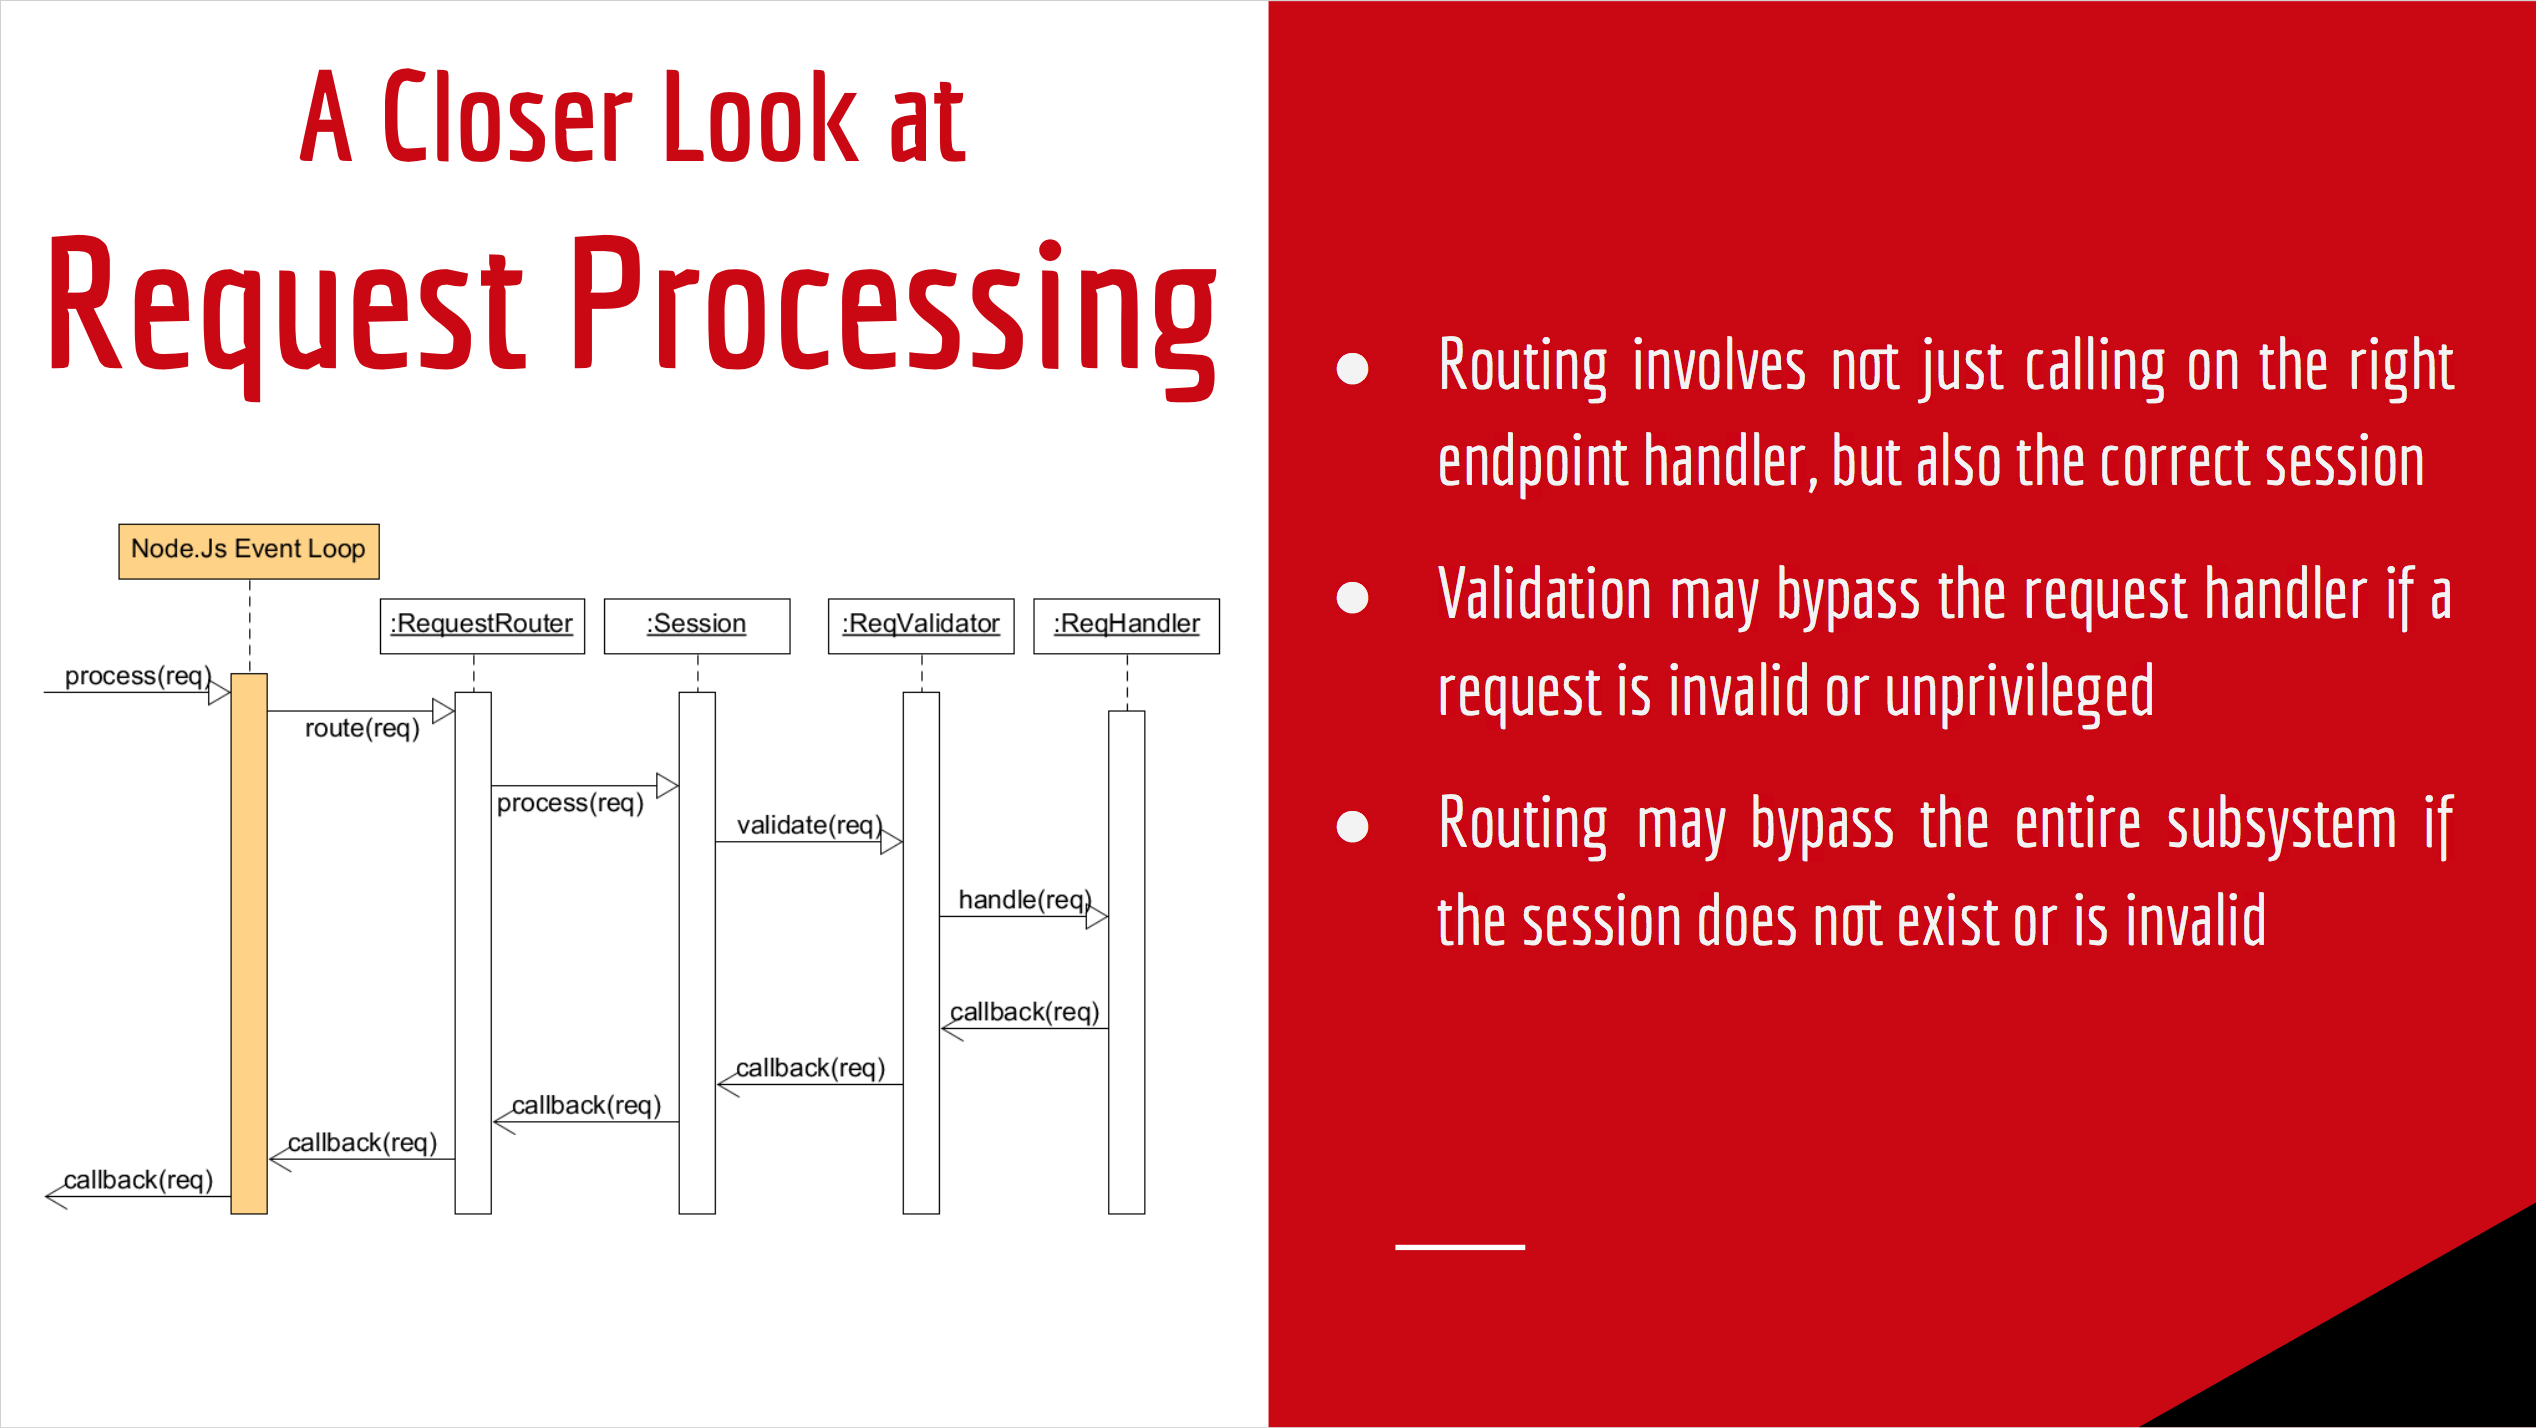 A Closer Look at
Request Processing
Node.Js Event Loop
:RequestRouter
:Session
:ReqValidator
:ReqHandler
process(req)
route(req)
process(req)
validate(req)
handle(req)
callback(req)
callback(req)
callback(req)
callback(req)
callback(req)
● Routing involves not just calling on the right
endpoint handler, but also the correct session
● Validation may bypass the request handler if a
request is invalid or unprivileged
● Routing may bypass the entire subsystem if
the session does not exist or is invalid